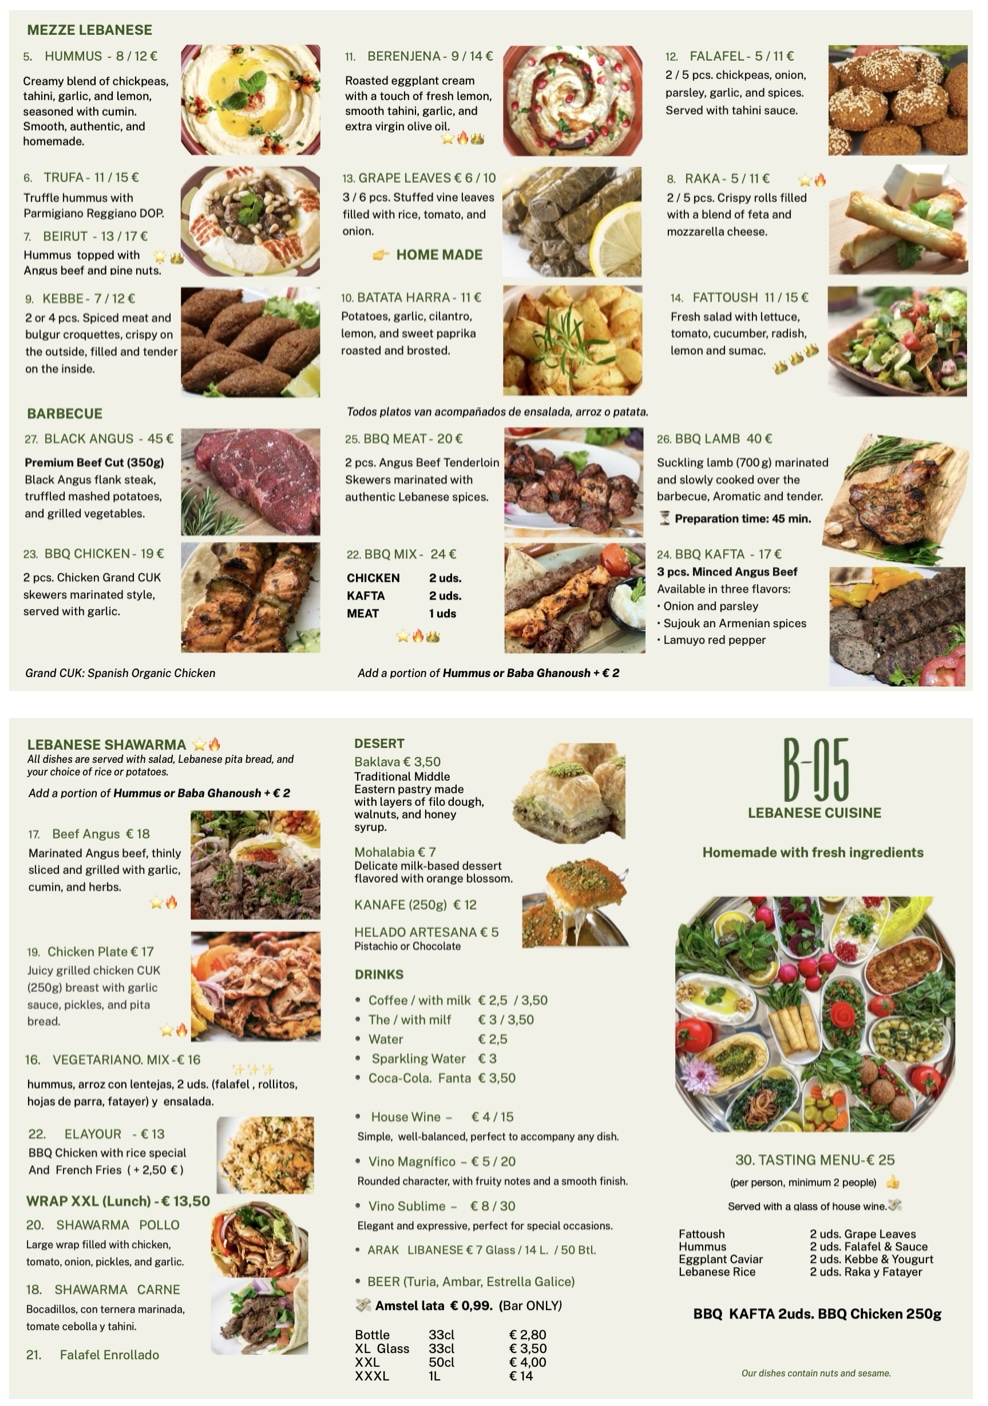 MEZZE LEBANESE
5. HUMMUS - 8 / 12 €
Creamy blend of chickpeas,
tahini, garlic, and lemon,
seasoned with cumin.
Smooth, authentic, and
homemade.
6. TRUFA - 11 / 15 €
Truffle hummus with
Parmigiano Reggiano DOP.
7. BEIRUT - 13 / 17 €
Hummus topped with
Angus beef and pine nuts.
9. KEBBE - 7 / 12 €
2 or 4 pcs. Spiced meat and
bulgur croquettes, crispy on
the outside, filled and tender
on the inside.
11. BERENJENA - 9 / 14 €
Roasted eggplant cream
with a touch of fresh lemon,
smooth tahini, garlic, and
extra virgin olive oil.
13. GRAPE LEAVES € 6 / 10
3 / 6 pcs. Stuffed vine leaves
filled with rice, tomato, and
onion.
HOME MADE
10. BATATA HARRA - 11 €
Potatoes, garlic, cilantro,
lemon, and sweet paprika
roasted and brosted.
12. FALAFEL - 5 / 11 €
2 / 5 pcs. chickpeas, onion,
parsley, garlic, and spices.
Served with tahini sauce.
8. RAKA - 5 / 11 €
2 / 5 pcs. Crispy rolls filled
with a blend of feta and
mozzarella cheese.
14. FATTOUSH 11 / 15 €
Fresh salad with lettuce,
tomato, cucumber, radish,
lemon and sumac.
BARBECUE
Todos platos van acompañados de ensalada, arroz o patata.
27. BLACK ANGUS - 45 €
Premium Beef Cut (350g)
Black Angus flank steak,
truffled mashed potatoes,
and grilled vegetables.
23. BBQ CHICKEN - 19 €
2 pcs. Chicken Grand CUK
skewers marinated style,
served with garlic.
Grand CUK: Spanish Organic Chicken
25. BBQ MEAT - 20 €
2 pcs. Angus Beef Tenderloin
Skewers marinated with
authentic Lebanese spices.
22. BBQ MIX - 24 €
CHICKEN 2 uds.
KAFTA 2 uds.
MEAT 1 uds
Add a portion of Hummus or Baba Ghanoush + € 2
26. BBQ LAMB 40 €
Suckling lamb (700 g) marinated
and slowly cooked over the
barbecue, Aromatic and tender.
Preparation time: 45 min.
24. BBQ KAFTA - 17 €
3 pcs. Minced Angus Beef
Available in three flavors:
• Onion and parsley
• Sujouk an Armenian spices
• Lamuyo red pepper
LEBANESE SHAWARMA
All dishes are served with salad, Lebanese pita bread, and
your choice of rice or potatoes.
Add a portion of Hummus or Baba Ghanoush + € 2
17. Beef Angus € 18
Marinated Angus beef, thinly
sliced and grilled with garlic,
cumin, and herbs.
19. Chicken Plate € 17
Juicy grilled chicken CUK
(250g) breast with garlic
sauce, pickles, and pita
bread.
16. VEGETARIANO. MIX - € 16
hummus, arroz con lentejas, 2 uds. (falafel , rollitos,
hojas de parra, fatayer) y ensalada.
22. ELAYOUR - € 13
BBQ Chicken with rice special
And French Fries ( + 2,50 € )
WRAP XXL (Lunch) - € 13,50
20. SHAWARMA POLLO
Large wrap filled with chicken,
tomato, onion, pickles, and garlic.
18. SHAWARMA CARNE
Bocadillos, con ternera marinada,
tomate cebolla y tahini.
21. Falafel Enrollado
DESERT
Baklava € 3,50
Traditional Middle
Eastern pastry made
with layers of filo dough,
walnuts, and honey
syrup.
Mohalabia € 7
Delicate milk-based dessert
flavored with orange blossom.
KANAFE (250g) € 12
HELADO ARTESANA € 5
Pistachio or Chocolate
DRINKS
• Coffee / with milk € 2,5 / 3,50
• The / with milf € 3 / 3,50
• Water € 2,5
• Sparkling Water € 3
• Coca-Cola. Fanta € 3,50
• House Wine – € 4 / 15
Simple, well-balanced, perfect to accompany any dish.
• Vino Magnífico – € 5 / 20
Rounded character, with fruity notes and a smooth finish.
• Vino Sublime – € 8 / 30
Elegant and expressive, perfect for special occasions.
• ARAK LIBANESE € 7 Glass / 14 L. / 50 Btl.
• BEER (Turia, Ambar, Estrella Galice)
Amstel lata € 0,99. (Bar ONLY)
Bottle 33cl € 2,80
XL Glass 33cl € 3,50
XXL 50cl € 4,00
XXXL 1L € 14
B-05
LEBANESE CUISINE
Homemade with fresh ingredients
30. TASTING MENU- € 25
(per person, minimum 2 people)
Served with a glass of house wine.
Fattoush 2 uds. Grape Leaves
Hummus 2 uds. Falafel & Sauce
Eggplant Caviar 2 uds. Kebbe & Yougurt
Lebanese Rice 2 uds. Raka y Fatayer
BBQ KAFTA 2uds. BBQ Chicken 250g
Our dishes contain nuts and sesame.